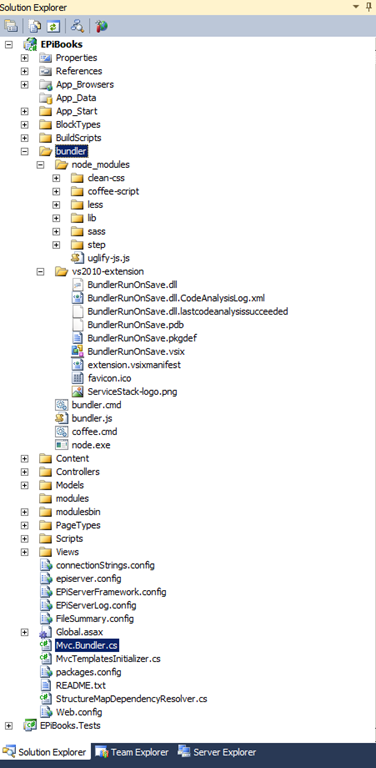 Solution Explorer
EPiBooks
Properties
References
App_Browsers
App_Data
App_Start
BlockTypes
BuildScripts
bundler
node_modules
clean-css
coffee-script
less
lib
sass
step
uglify-js.js
vs2010-extension
BundlerRunOnSave.dll
BundlerRunOnSave.dll.CodeAnalysisLog.xml
BundlerRunOnSave.dll.lastcodeanalysissucceeded
BundlerRunOnSave.pdb
BundlerRunOnSave.pkgdef
BundlerRunOnSave.vsix
extension.vsixmanifest
favicon.ico
ServiceStack-logo.png
bundler.cmd
bundler.js
coffee.cmd
node.exe
Content
Controllers
Models
modules
modulesbin
PageTypes
Scripts
Views
connectionStrings.config
episerver.config
EPiServerFramework.config
EPiServerLog.config
FileSummary.config
Global.asax
Mvc.Bundler.cs
MvcTemplatesInitializer.cs
packages.config
README.txt
StructureMapDependencyResolver.cs
Web.config
EPiBooks.Tests
Solution Explorer Team Explorer Server Explorer